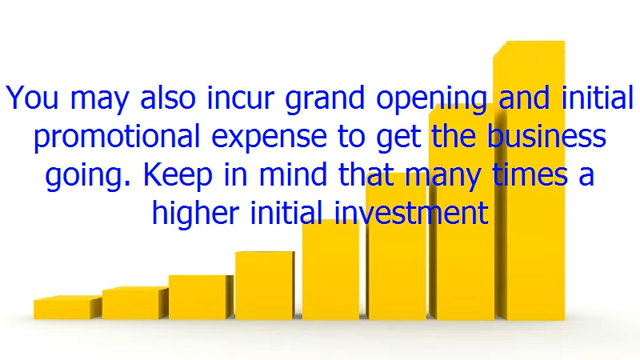 You may also incur grand opening and initial
promotional expense to get the business
going. Keep in mind that many times a
higher initial investment